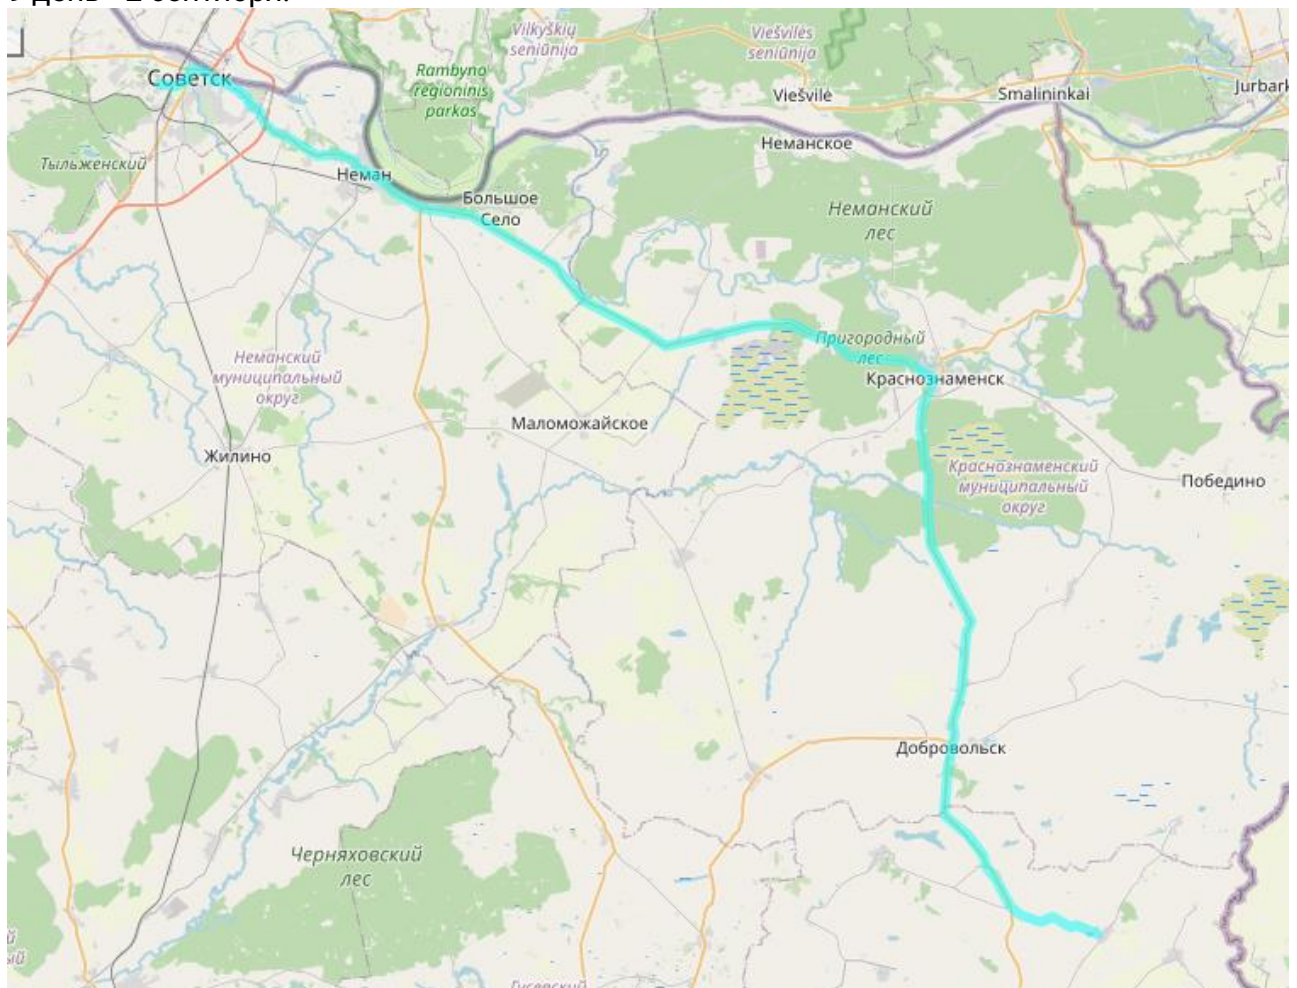 Советск
Vilkyškių
seniūnija
Viešvilės
seniūnija
Rambyno
regioninis
parkas
Viešvilė
Smalininkai
Jurbark
Неманское
Тыльженский
Неман
Большое
Село
Неманский
лес
Неманский
муниципальный
округ
Пригородный
лес
Краснознаменск
Маломожайское
Жилино
Краснознаменский
муниципальный
округ
Победино
Добровольск
Черняховский
лес
й
ый